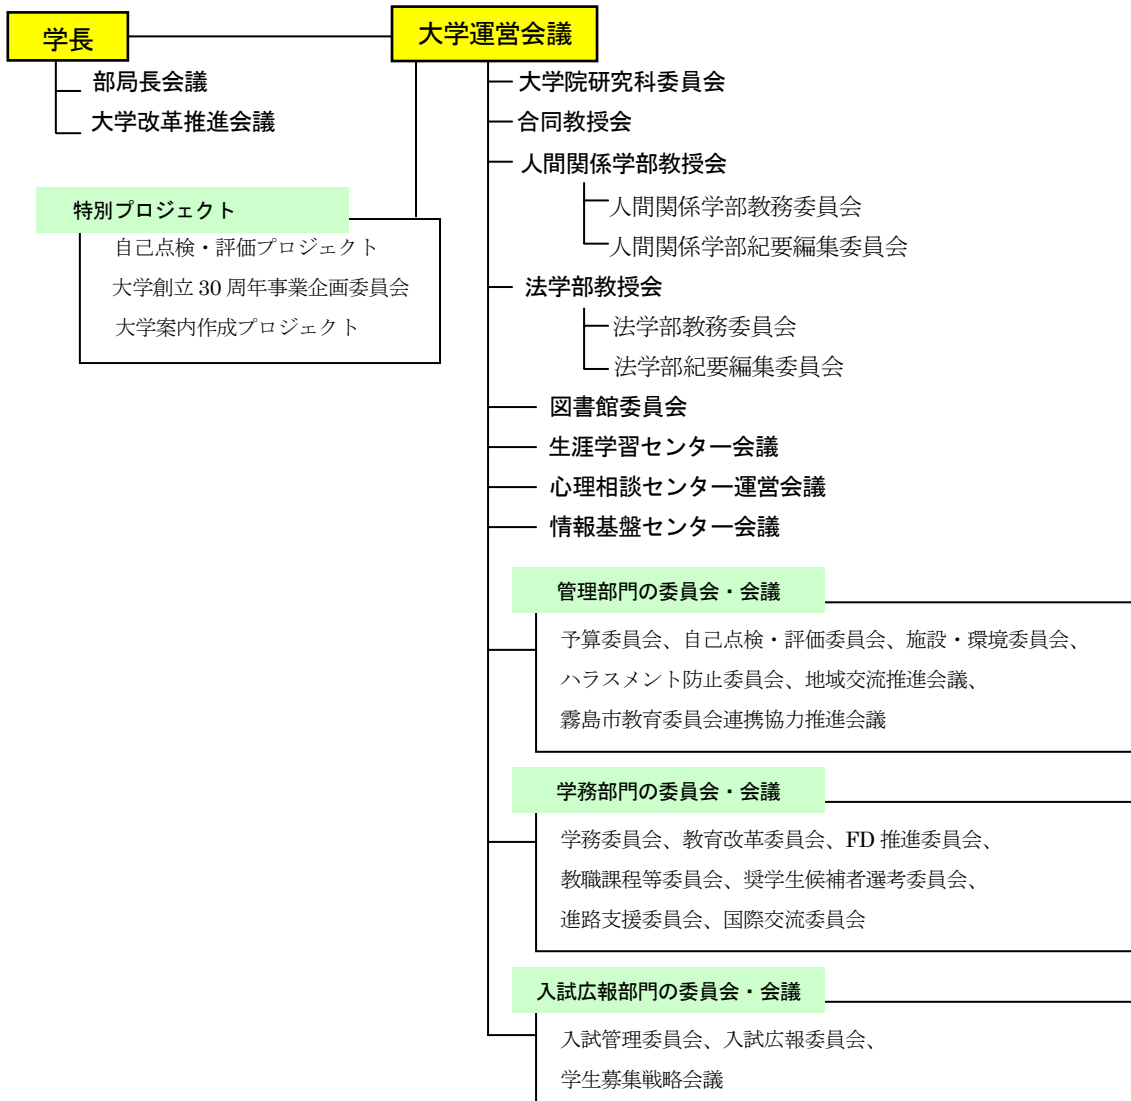 学長
大学運営会議
部局長会議
大学改革推進会議
特別プロジェクト
自己点検・評価プロジェクト
大学創立 30 周年事業企画委員会
大学案内作成プロジェクト
大学院研究科委員会
合同教授会
人間関係学部教授会
人間関係学部教務委員会
人間関係学部紀要編集委員会
法学部教授会
法学部教務委員会
法学部紀要編集委員会
図書館委員会
生涯学習センター会議
心理相談センター運営会議
情報基盤センター会議
管理部門の委員会・会議
予算委員会、自己点検・評価委員会、施設・環境委員会、
ハラスメント防止委員会、地域交流推進会議、
霧島市教育委員会連携協力推進会議
学務部門の委員会・会議
学務委員会、教育改革委員会、FD 推進委員会、
教職課程等委員会、奨学生候補者選考委員会、
進路支援委員会、国際交流委員会
入試広報部門の委員会・会議
入試管理委員会、入試広報委員会、
学生募集戦略会議